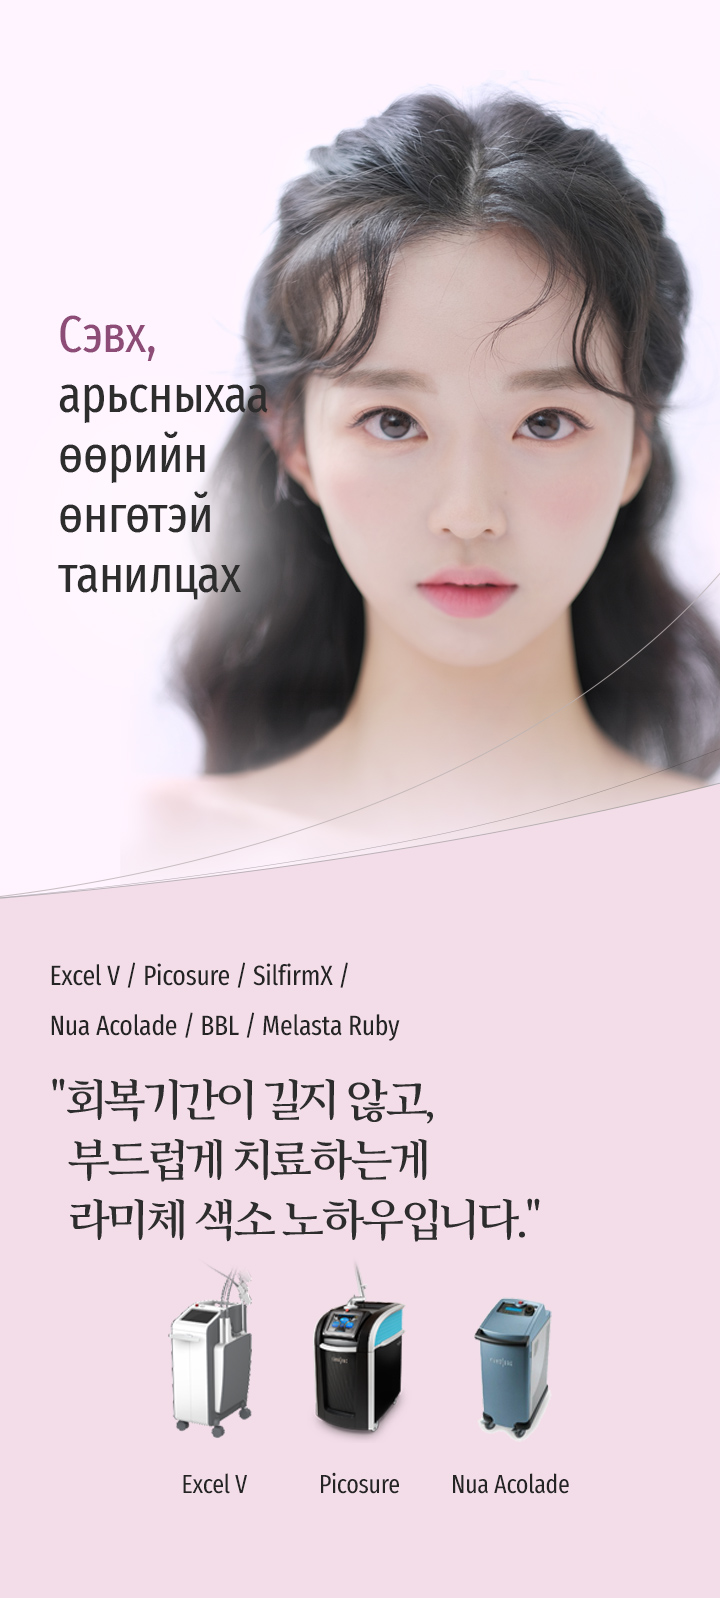 Сэвх,
арьсныхаа
өөрийн
өнгөтэй
танилцах
Excel V / Picosure / SilfirmX /
Nua Acolade / BBL / Melasta Ruby
"회복기간이 길지 않고,
부드럽게 치료하는게
라미체 색소 노하우입니다."
Excel V
Picosure
Nua Acolade